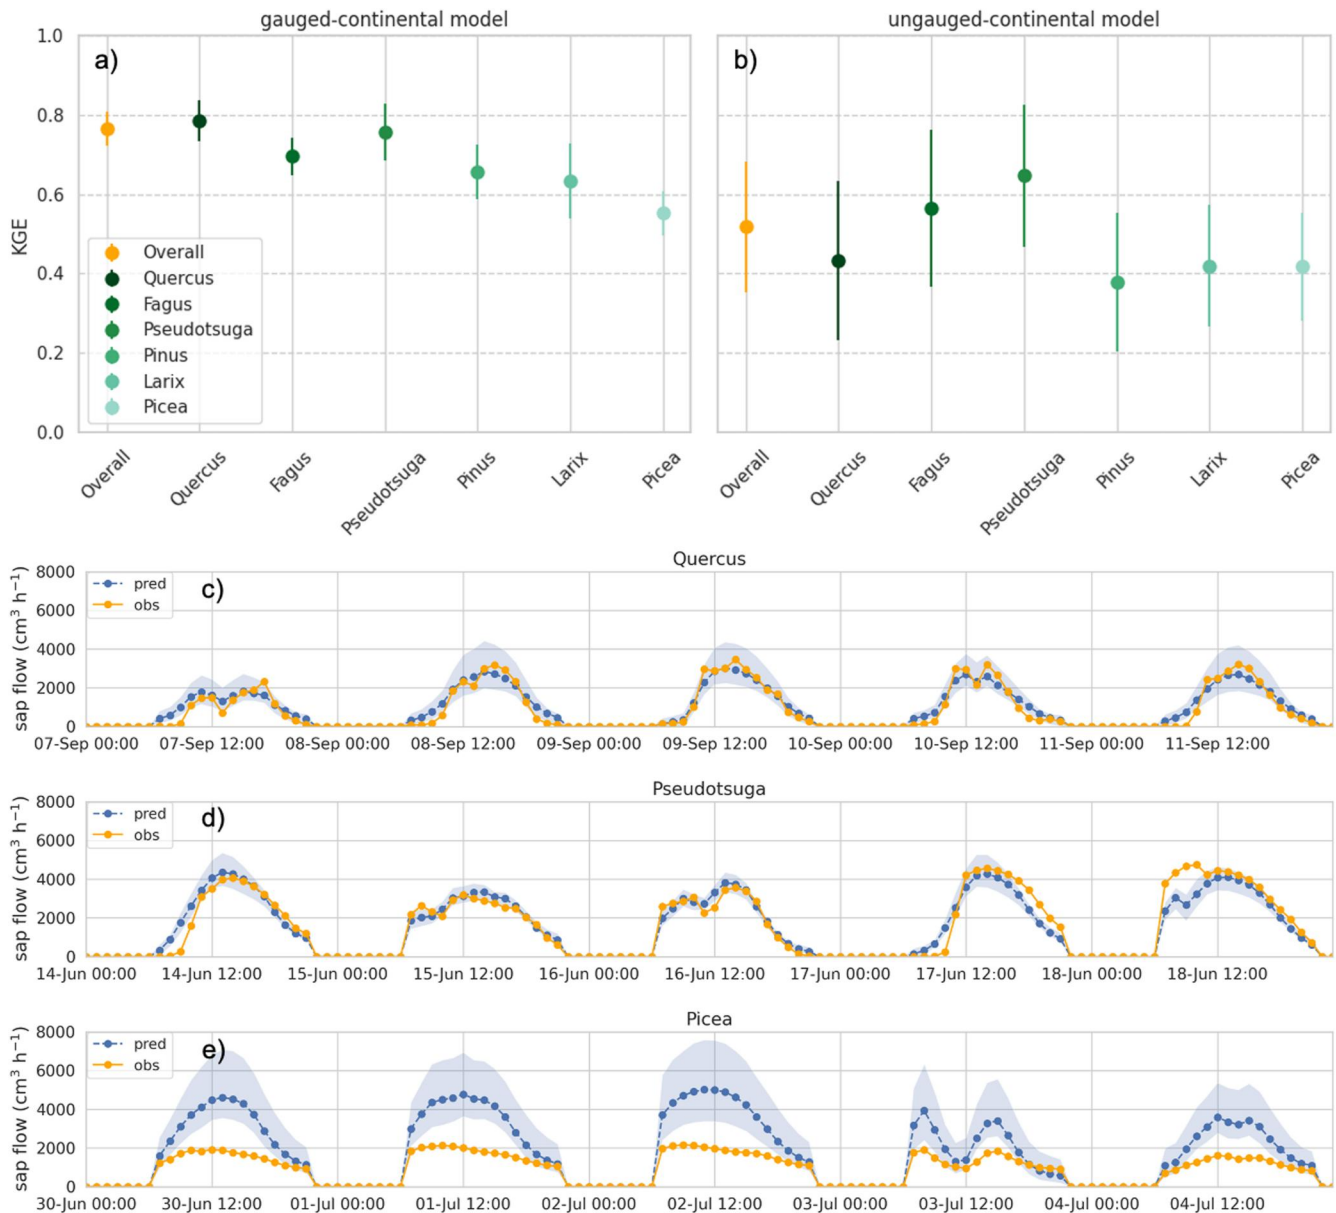 gauged-continental model
ungauged-continental model
a)
b)
KGE
1.0
0.8
0.6
0.4
0.2
0.0
Overall
Quercus
Fagus
Pseudotsuga
Pinus
Larix
Picea
Overall
Quercus
Fagus
Pseudotsuga
Pinus
Larix
Picea
Overall
Quercus
Fagus
Pseudotsuga
Pinus
Larix
Picea
Quercus
c)
pred
obs
sap flow (cm³ h⁻¹)
8000
6000
4000
2000
0
07-Sep 00:00 07-Sep 12:00 08-Sep 00:00 08-Sep 12:00 09-Sep 00:00 09-Sep 12:00 10-Sep 00:00 10-Sep 12:00 11-Sep 00:00 11-Sep 12:00
Pseudotsuga
d)
pred
obs
sap flow (cm³ h⁻¹)
8000
6000
4000
2000
0
14-Jun 00:00 14-Jun 12:00 15-Jun 00:00 15-Jun 12:00 16-Jun 00:00 16-Jun 12:00 17-Jun 00:00 17-Jun 12:00 18-Jun 00:00 18-Jun 12:00
Picea
e)
pred
obs
sap flow (cm³ h⁻¹)
8000
6000
4000
2000
0
30-Jun 00:00 30-Jun 12:00 01-Jul 00:00 01-Jul 12:00 02-Jul 00:00 02-Jul 12:00 03-Jul 00:00 03-Jul 12:00 04-Jul 00:00 04-Jul 12:00